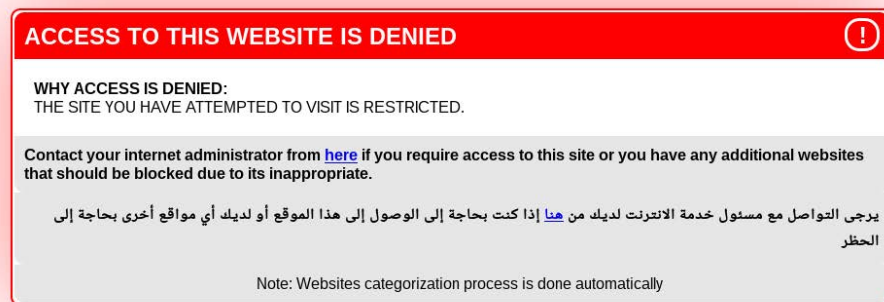 ACCESS TO THIS WEBSITE IS DENIED
!
WHY ACCESS IS DENIED:
THE SITE YOU HAVE ATTEMPTED TO VISIT IS RESTRICTED.
Contact your internet administrator from here if you require access to this site or you have any additional websites
that should be blocked due to its inappropriate.
يرجى التواصل مع مسئول خدمة الانترنت لديك من هنا إذا كنت بحاجة إلى الوصول إلى هذا الموقع أو لديك أي مواقع أخرى بحاجة إلى
الحظر
Note: Websites categorization process is done automatically